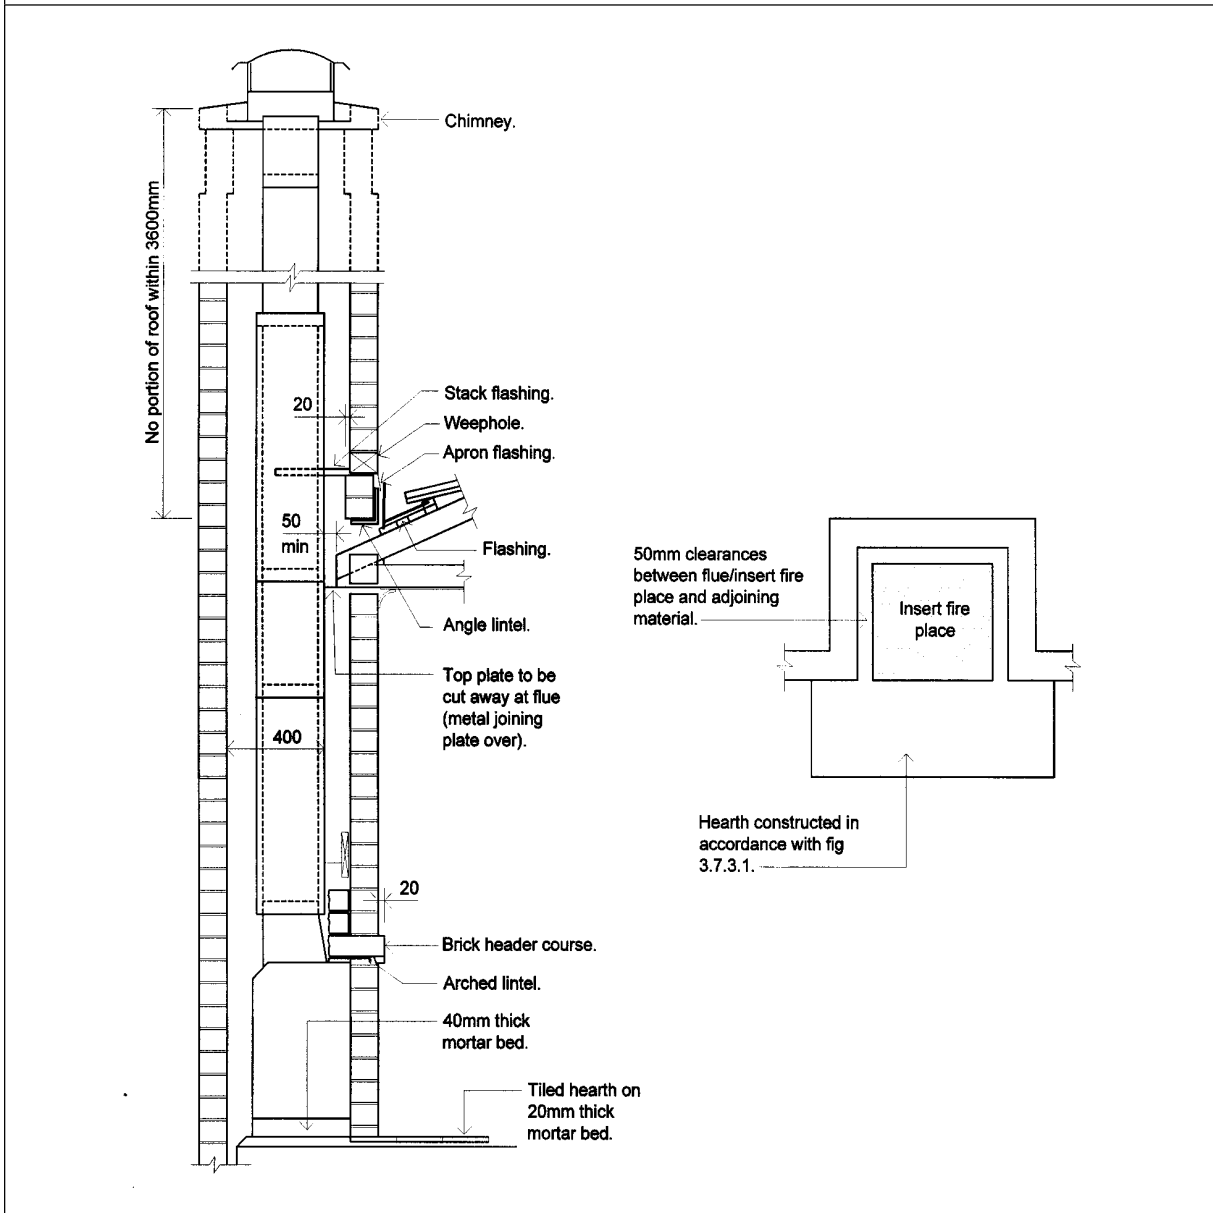 Chimney.
No portion of roof within 3600mm
Stack flashing.
20
Weephole.
Apron flashing.
50
min
Flashing.
Angle lintel.
Top plate to be
cut away at flue
(metal joining
plate over).
400
20
Brick header course.
Arched lintel.
40mm thick
mortar bed.
Tiled hearth on
20mm thick
mortar bed.
50mm clearances
between flue/insert fire
place and adjoining
material.
Insert fire
place
Hearth constructed in
accordance with fig
3.7.3.1.